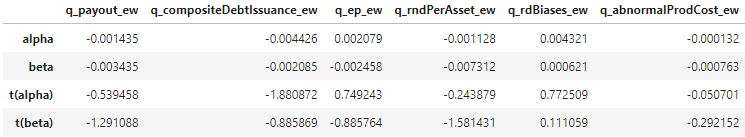 q_payout_ew q_compositeDebtIssuance_ew q_ep_ew q_rndPerAsset_ew q_rdBiases_ew q_abnormalProdCost_ew
alpha -0.001435 -0.004426 0.002079 -0.001128 0.004321 -0.000132
beta -0.003435 -0.002085 -0.002458 -0.007312 0.000621 -0.000763
t(alpha) -0.539458 -1.880872 0.749243 -0.243879 0.772509 -0.050701
t(beta) -1.291088 -0.885869 -0.885764 -1.581431 0.111059 -0.292152